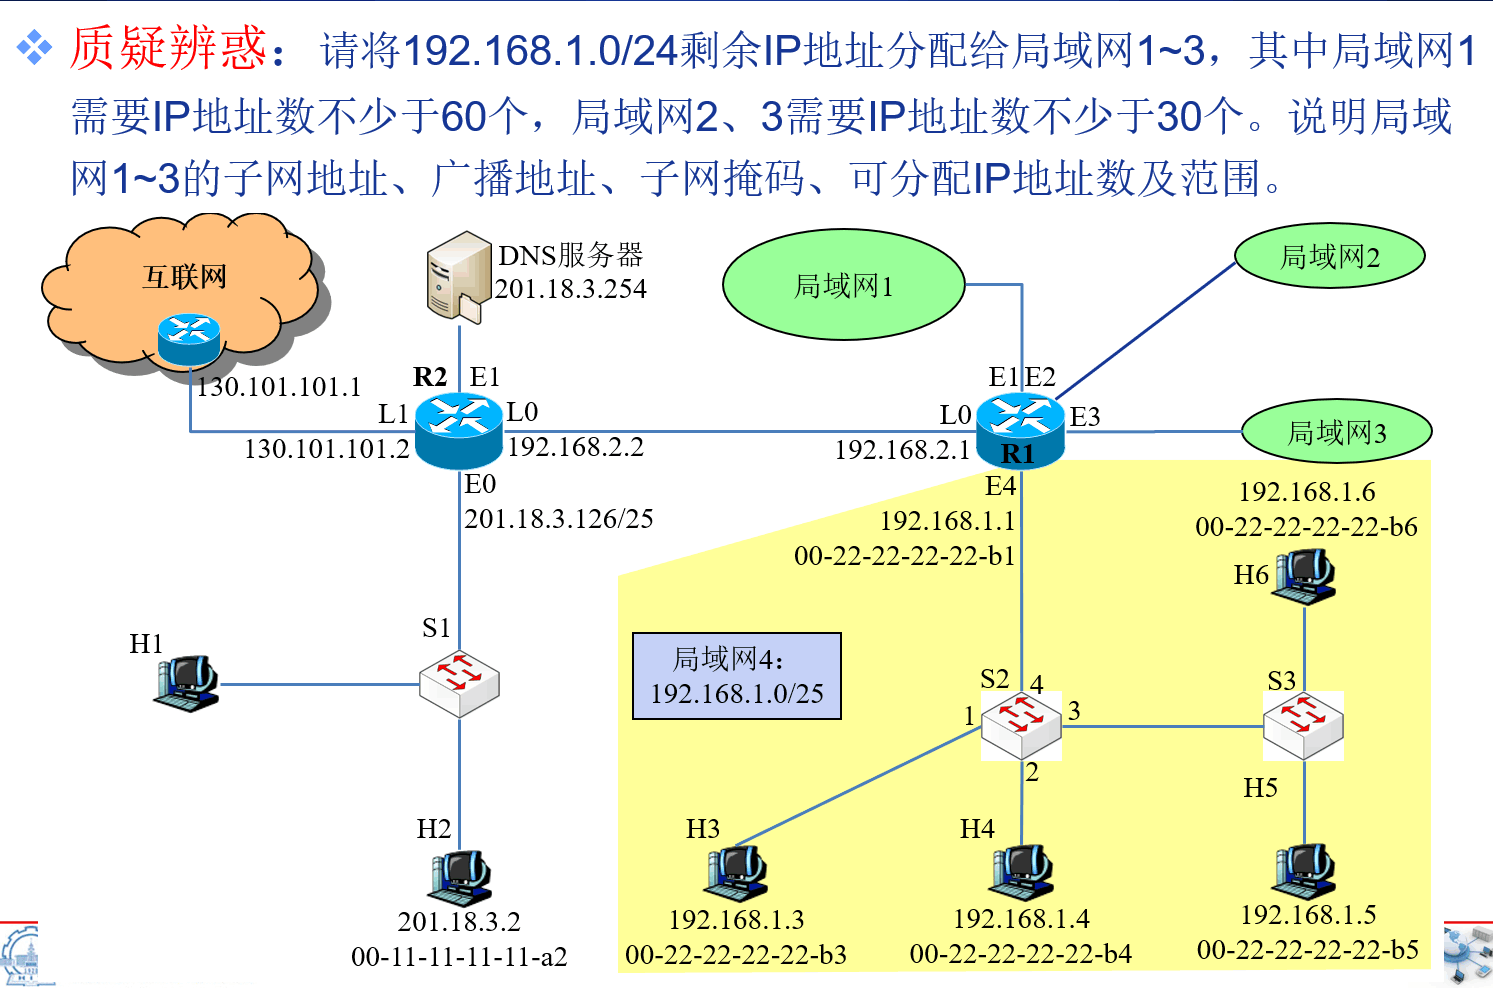 质疑辨惑：请将192.168.1.0/24剩余IP地址分配给局域网1~3，其中局域网1
需要IP地址数不少于60个，局域网2、3需要IP地址数不少于30个。说明局域
网1~3的子网地址、广播地址、子网掩码、可分配IP地址数及范围。
互联网
DNS服务器
201.18.3.254
局域网1
局域网2
130.101.101.1
R2
E1
L1
L0
130.101.101.2
192.168.2.2
E1
E2
L0
E3
192.168.2.1
R1
局域网3
E0
201.18.3.126/25
E4
192.168.1.1
00-22-22-22-22-b1
192.168.1.6
00-22-22-22-22-b6
H6
H1
S1
局域网4：
192.168.1.0/25
S2
4
1
3
2
S3
H5
H2
H3
H4
201.18.3.2
00-11-11-11-11-a2
192.168.1.3
00-22-22-22-22-b3
192.168.1.4
00-22-22-22-22-b4
192.168.1.5
00-22-22-22-22-b5